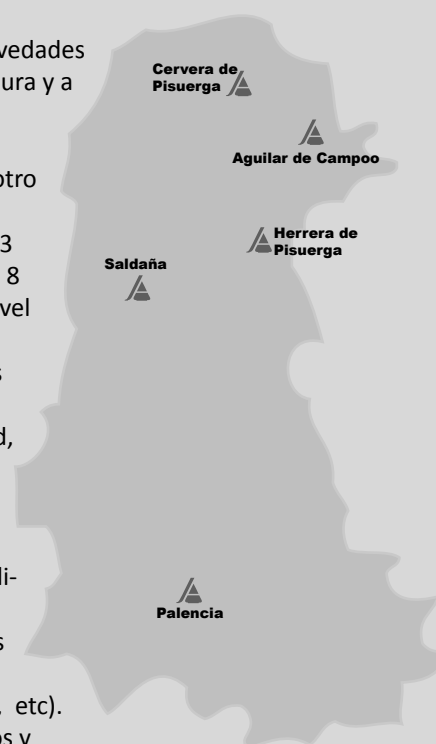 vedades
ura y a
otro
3
8
vel
s
d,
di-
s
, etc).
os y
Cervera de
Pisuerga
Aguilar de Campoo
Herrera de
Pisuerga
Saldaña
Palencia